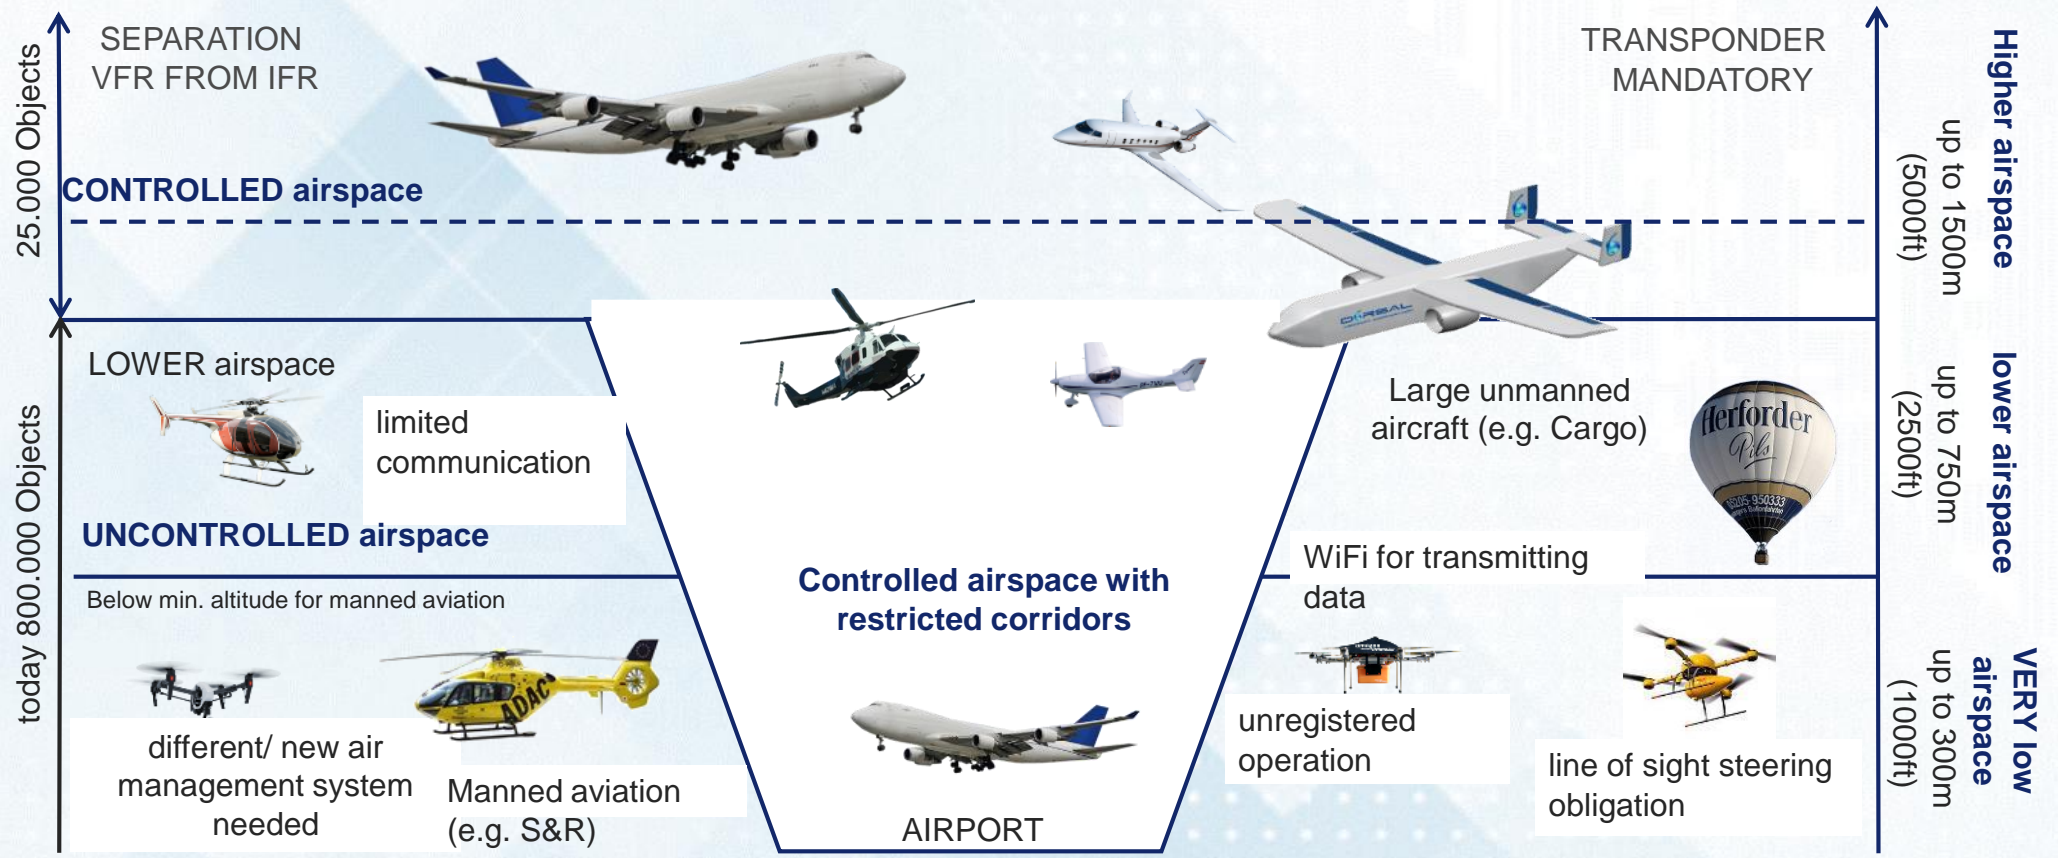 SEPARATION
VFR FROM IFR
TRANSPONDER
MANDATORY
25.000 Objects
Higher airspace
up to 1500m
(5000ft)
CONTROLLED airspace
LOWER airspace
limited
communication
Large unmanned
aircraft (e.g. Cargo)
Herforder
Pils
lower airspace
up to 750m
(2500ft)
today 800.000 Objects
UNCONTROLLED airspace
Below min. altitude for manned aviation
Controlled airspace with
restricted corridors
WiFi for transmitting
data
ADAC
different/ new air
management system
needed
Manned aviation
(e.g. S&R)
AIRPORT
unregistered
operation
line of sight steering
obligation
VERY low
airspace
up to 300m
(1000ft)